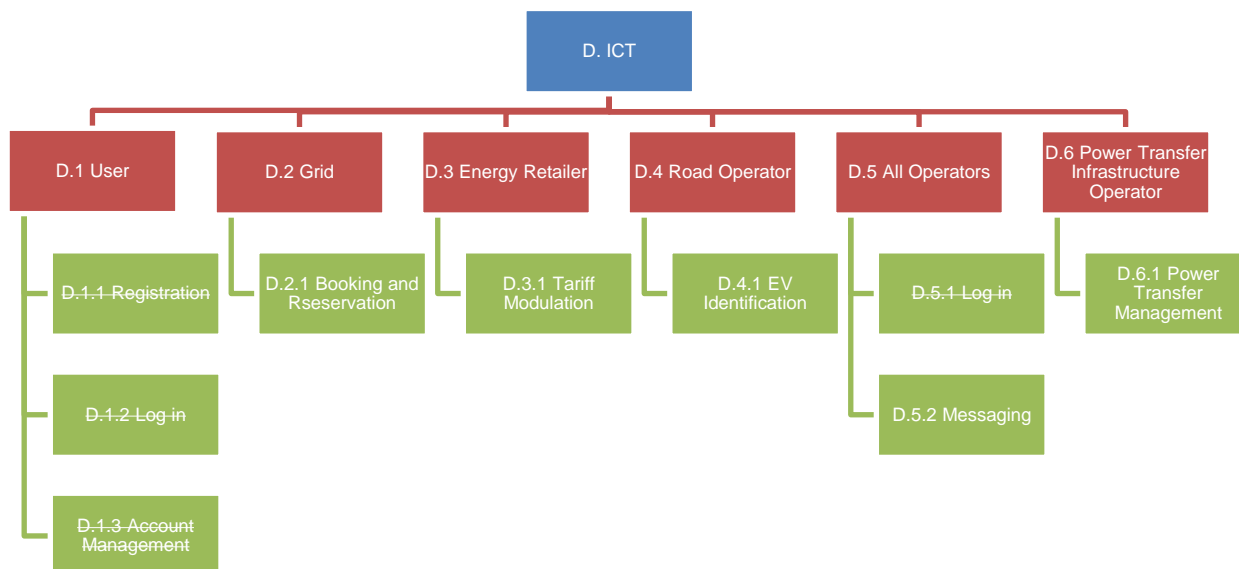 D. ICT
D.1 User
D.2 Grid
D.3 Energy Retailer
D.4 Road Operator
D.5 All Operators
D.6 Power Transfer
Infrastructure
Operator
D.1.1 Registration
D.2.1 Booking and
Rseservation
D.3.1 Tariff
Modulation
D.4.1 EV
Identification
D.5.1 Log in
D.6.1 Power
Transfer
Management
D.1.2 Log in
D.5.2 Messaging
D.1.3 Account
Management